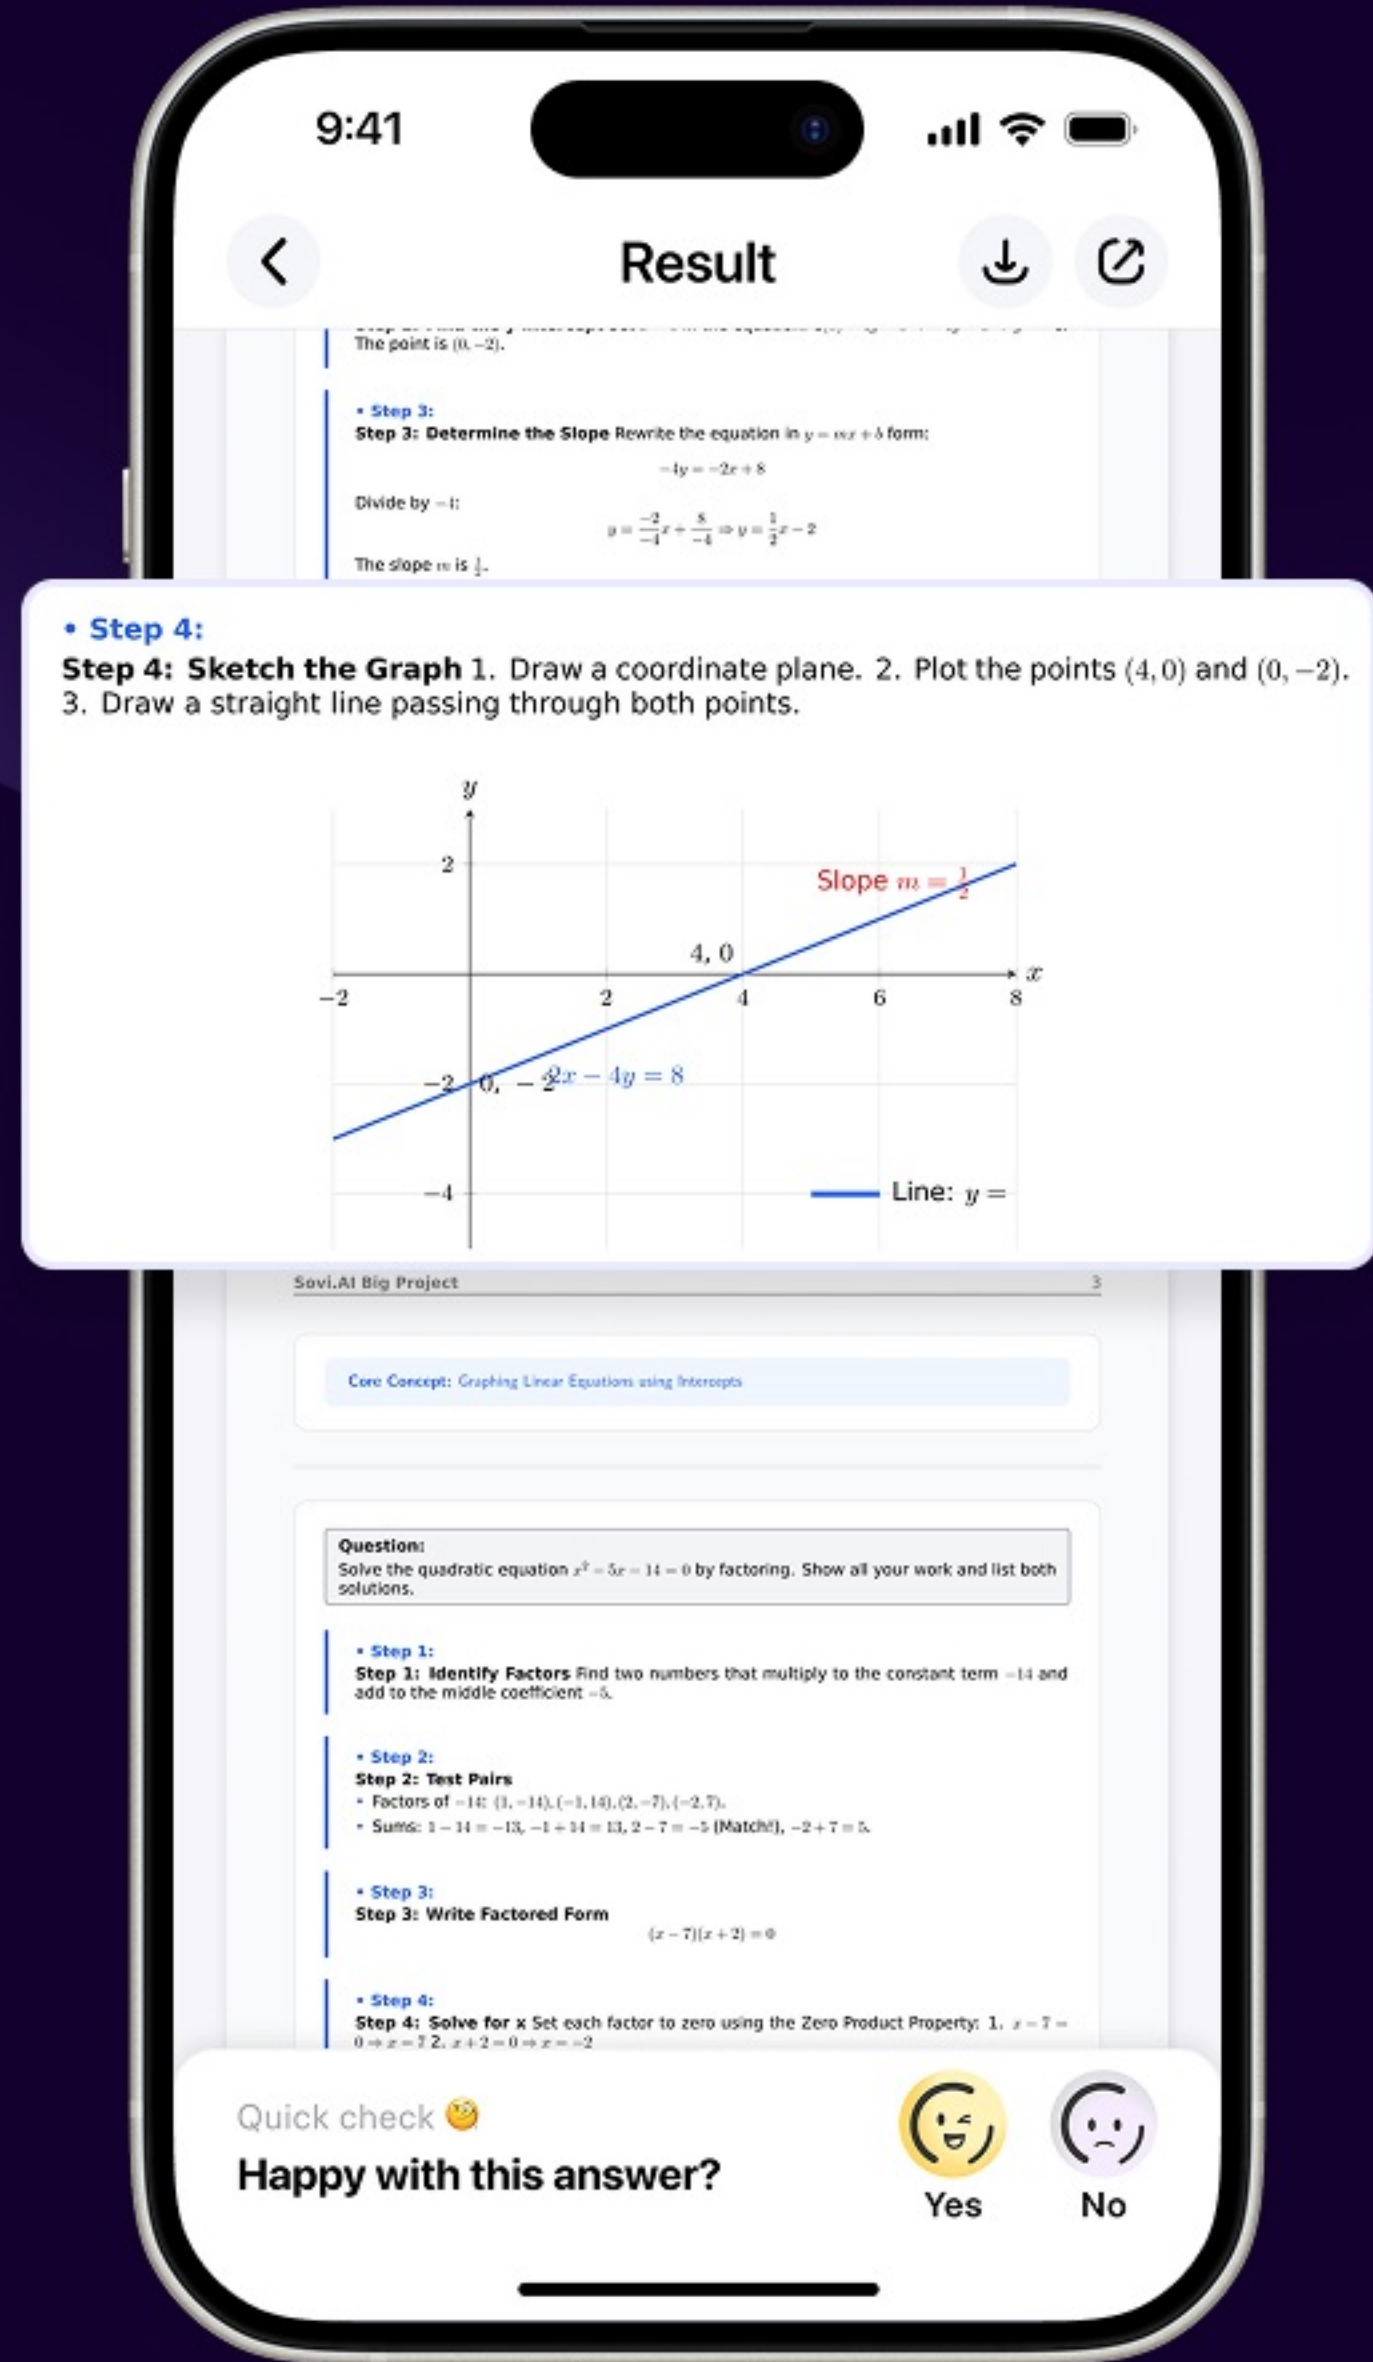 9:41
Result
The point is (0, −2).
• Step 3:
Step 3: Determine the Slope Rewrite the equation in y = mx + b form:
−4y = −2x + 8
Divide by −4:
y = −2/−4 x + 8/−4 ⇒ y = 1/2 x − 2
The slope m is 1/2.
• Step 4:
Step 4: Sketch the Graph 1. Draw a coordinate plane. 2. Plot the points (4, 0) and (0, −2).
3. Draw a straight line passing through both points.
y
2
Slope m = 1/2
4, 0
x
−2 2 4 6 8
−2 0, −2 2x − 4y = 8
−4
Line: y =
Sovi.AI Big Project 3
Core Concept: Graphing Linear Equations using Intercepts
Question:
Solve the quadratic equation x² − 5x − 14 = 0 by factoring. Show all your work and list both
solutions.
• Step 1:
Step 1: Identify Factors Find two numbers that multiply to the constant term −14 and
add to the middle coefficient −5.
• Step 2:
Step 2: Test Pairs
• Factors of −14: (1, −14), (−1, 14), (2, −7), (−2, 7).
• Sums: 1 − 14 = −13, −1 + 14 = 13, 2 − 7 = −5 (Match!), −2 + 7 = 5.
• Step 3:
Step 3: Write Factored Form
(x − 7)(x + 2) = 0
• Step 4:
Step 4: Solve for x Set each factor to zero using the Zero Product Property: 1. x − 7 =
0 ⇒ x = 7 2. x + 2 = 0 ⇒ x = −2
Quick check
Happy with this answer?
Yes No